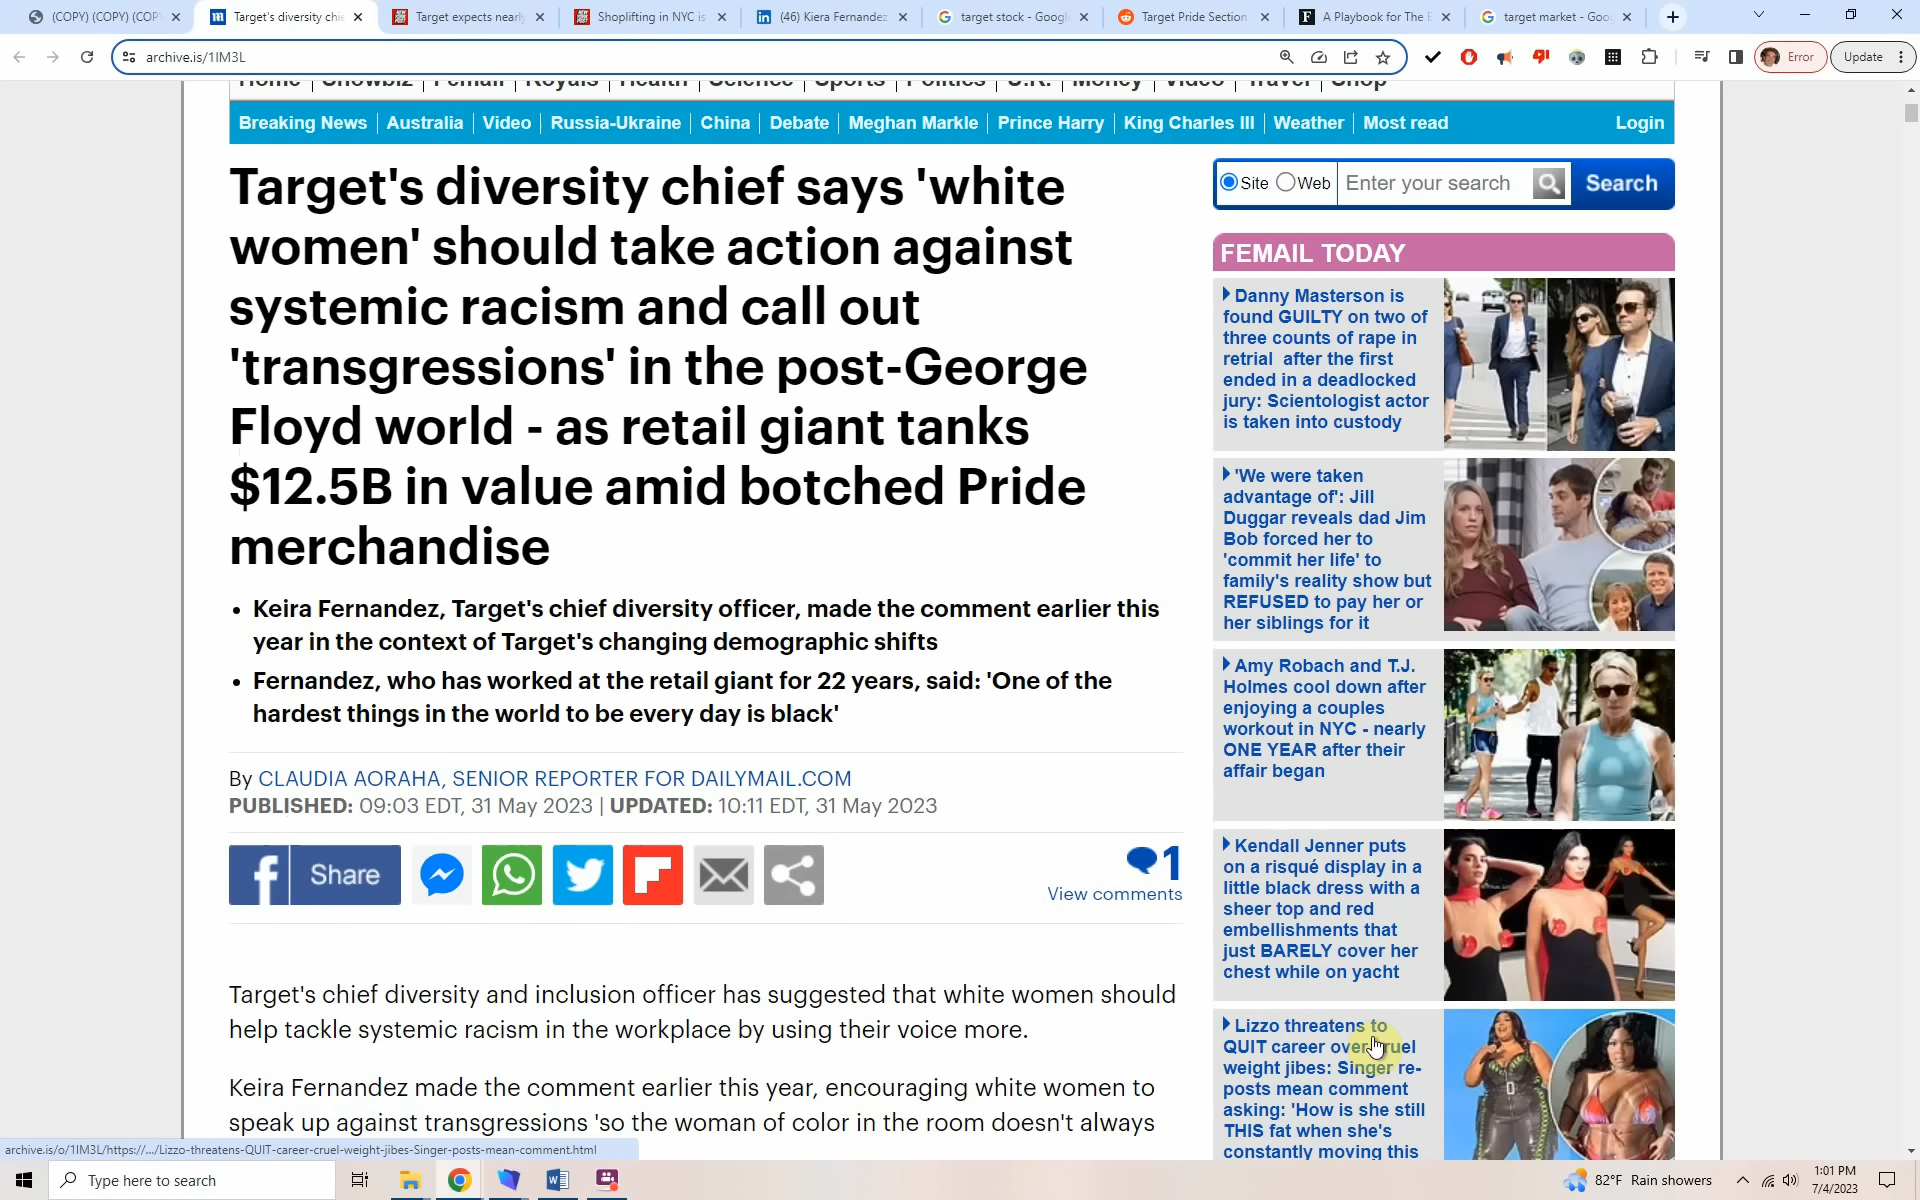 (COPY) (COPY) (COP
Target's diversity chie
Target expects nearly
Shoplifting in NYC is
(46) Kiera Fernandez
target stock - Google
Target Pride Section
A Playbook for The E
target market - Goo
archive.is/1IM3L
Error
Update
Home | Showbiz | Femail | Royals | Health | Science | Sports | Politics | U.K. | Money | Video | Travel | Shop
Breaking News | Australia | Video | Russia-Ukraine | China | Debate | Meghan Markle | Prince Harry | King Charles III | Weather | Most read
Login
Target's diversity chief says 'white
women' should take action against
systemic racism and call out
'transgressions' in the post-George
Floyd world - as retail giant tanks
$12.5B in value amid botched Pride
merchandise
• Keira Fernandez, Target's chief diversity officer, made the comment earlier this
year in the context of Target's changing demographic shifts
• Fernandez, who has worked at the retail giant for 22 years, said: 'One of the
hardest things in the world to be every day is black'
By CLAUDIA AORAHA, SENIOR REPORTER FOR DAILYMAIL.COM
PUBLISHED: 09:03 EDT, 31 May 2023 | UPDATED: 10:11 EDT, 31 May 2023
Share
1
View comments
Target's chief diversity and inclusion officer has suggested that white women should
help tackle systemic racism in the workplace by using their voice more.
Keira Fernandez made the comment earlier this year, encouraging white women to
speak up against transgressions 'so the woman of color in the room doesn't always
Site Web Enter your search Search
FEMAIL TODAY
Danny Masterson is
found GUILTY on two of
three counts of rape in
retrial after the first
ended in a deadlocked
jury: Scientologist actor
is taken into custody
'We were taken
advantage of': Jill
Duggar reveals dad Jim
Bob forced her to
'commit her life' to
family's reality show but
REFUSED to pay her or
her siblings for it
Amy Robach and T.J.
Holmes cool down after
enjoying a couples
workout in NYC - nearly
ONE YEAR after their
affair began
Kendall Jenner puts
on a risqué display in a
little black dress with a
sheer top and red
embellishments that
just BARELY cover her
chest while on yacht
Lizzo threatens to
QUIT career over cruel
weight jibes: Singer re-
posts mean comment
asking: 'How is she still
THIS fat when she's
constantly moving this
archive.is/o/1IM3L/https://.../Lizzo-threatens-QUIT-career-cruel-weight-jibes-Singer-posts-mean-comment.html
Type here to search
82°F Rain showers
1:01 PM
7/4/2023